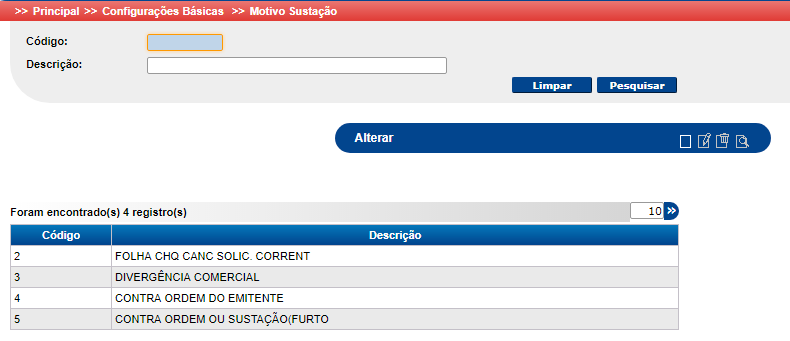 >> Principal >> Configurações Básicas >> Motivo Sustação
Código:
Descrição:
Limpar Pesquisar
Alterar
Foram encontrado(s) 4 registro(s) 10 »
Código Descrição
2 FOLHA CHQ CANC SOLIC. CORRENT
3 DIVERGÊNCIA COMERCIAL
4 CONTRA ORDEM DO EMITENTE
5 CONTRA ORDEM OU SUSTAÇÃO(FURTO